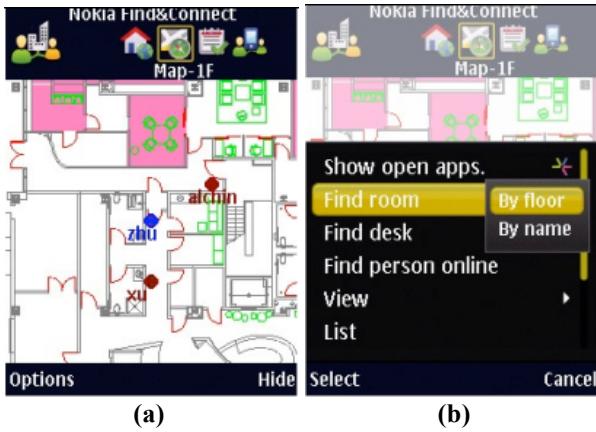 Nokia Find&Connect
Map-1F
alchin
zhu
xu
Options Hide
(a)
Nokia Find&Connect
Map-1F
Show open apps.
Find room
By floor
Find desk
By name
Find person online
View
List
Select Cancel
(b)